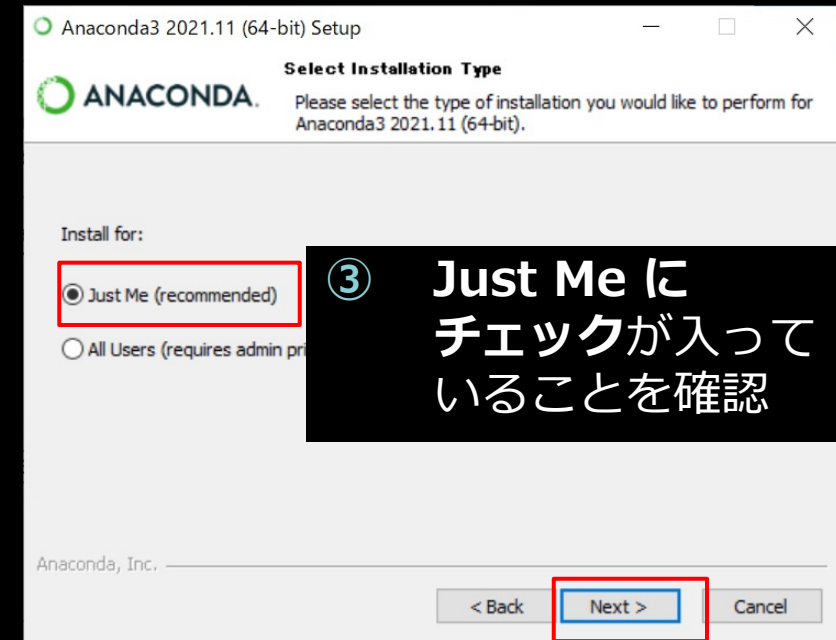 Anaconda3 2021.11 (64-bit) Setup
Select Installation Type
ANACONDA.
Please select the type of installation you would like to perform for
Anaconda3 2021.11 (64-bit).
Install for:
Just Me (recommended)
All Users (requires admin pri
③ Just Me に
チェックが入って
いることを確認
Anaconda, Inc.
< Back Next > Cancel